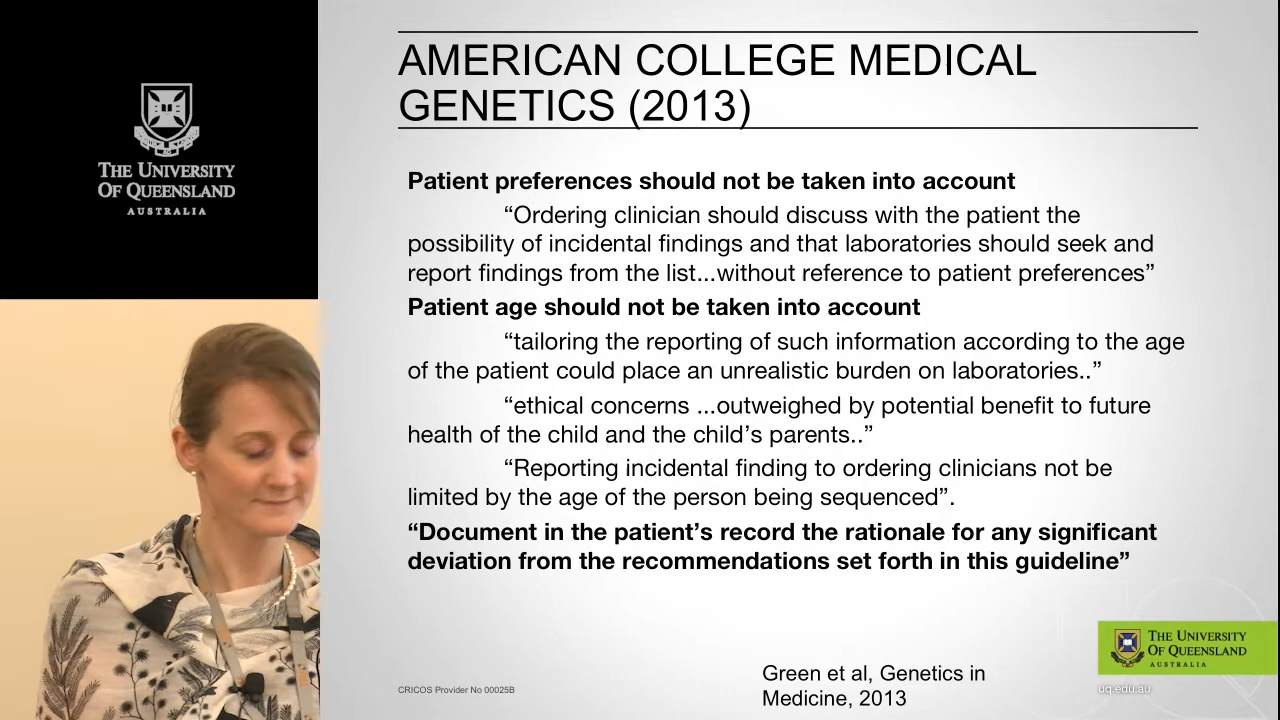 THE UNIVERSITY
OF QUEENSLAND
AUSTRALIA
AMERICAN COLLEGE MEDICAL
GENETICS (2013)
Patient preferences should not be taken into account
“Ordering clinician should discuss with the patient the
possibility of incidental findings and that laboratories should seek and
report findings from the list...without reference to patient preferences”
Patient age should not be taken into account
“tailoring the reporting of such information according to the age
of the patient could place an unrealistic burden on laboratories..”
“ethical concerns ...outweighed by potential benefit to future
health of the child and the child’s parents..”
“Reporting incidental finding to ordering clinicians not be
limited by the age of the person being sequenced”.
“Document in the patient’s record the rationale for any significant
deviation from the recommendations set forth in this guideline”
Green et al, Genetics in
Medicine, 2013
CRICOS Provider No 00025B
THE UNIVERSITY
OF QUEENSLAND
AUSTRALIA
uq.edu.au